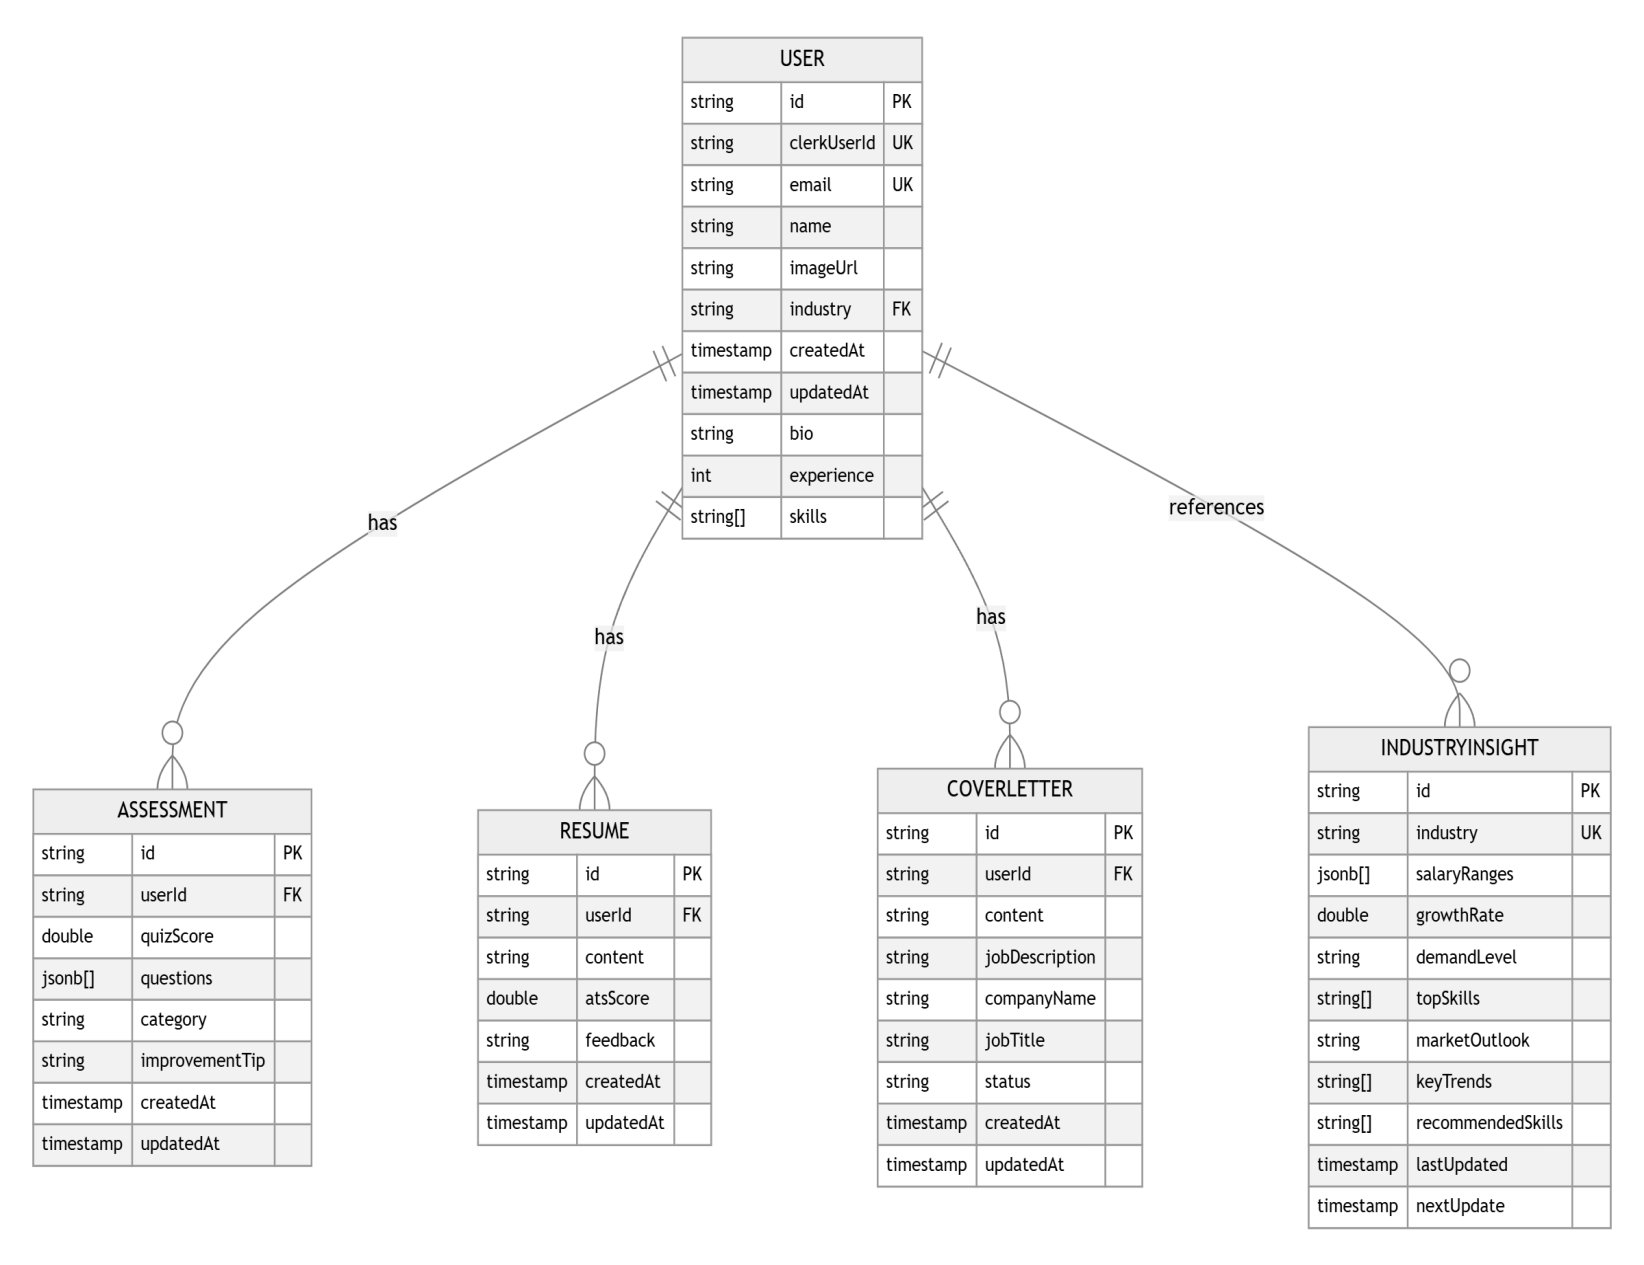 USER
string id PK
string clerkUserId UK
string email UK
string name
string imageUrl
string industry FK
timestamp createdAt
timestamp updatedAt
string bio
int experience
string[] skills
has
has
has
references
ASSESSMENT
string id PK
string userId FK
double quizScore
jsonb[] questions
string category
string improvementTip
timestamp createdAt
timestamp updatedAt
RESUME
string id PK
string userId FK
string content
double atsScore
string feedback
timestamp createdAt
timestamp updatedAt
COVERLETTER
string id PK
string userId FK
string content
string jobDescription
string companyName
string jobTitle
string status
timestamp createdAt
timestamp updatedAt
INDUSTRYINSIGHT
string id PK
string industry UK
jsonb[] salaryRanges
double growthRate
string demandLevel
string[] topSkills
string marketOutlook
string[] keyTrends
string[] recommendedSkills
timestamp lastUpdated
timestamp nextUpdate